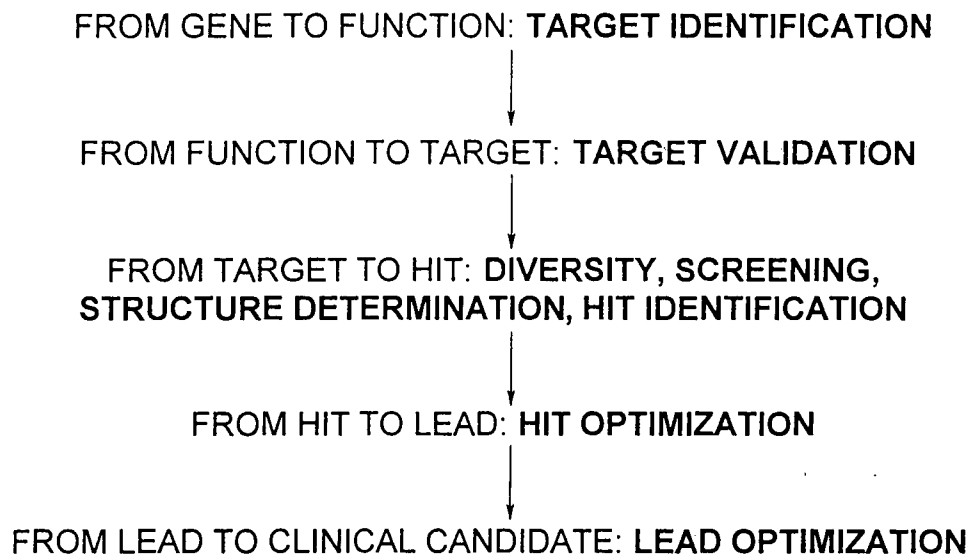 FROM GENE TO FUNCTION: TARGET IDENTIFICATION
FROM FUNCTION TO TARGET: TARGET VALIDATION
FROM TARGET TO HIT: DIVERSITY, SCREENING,
STRUCTURE DETERMINATION, HIT IDENTIFICATION
FROM HIT TO LEAD: HIT OPTIMIZATION
FROM LEAD TO CLINICAL CANDIDATE: LEAD OPTIMIZATION